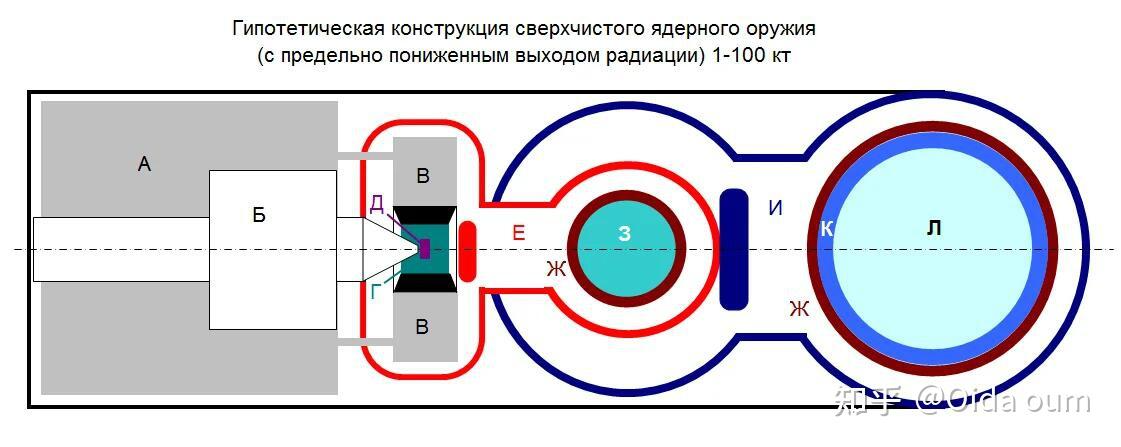 Гипотетическая конструкция сверхчистого ядерного оружия
(с предельно пониженным выходом радиации) 1-100 кт
А
Б
В
Д
Г
В
Е
Ж
З
И
Ж
К
Л
知乎 @Oida oum